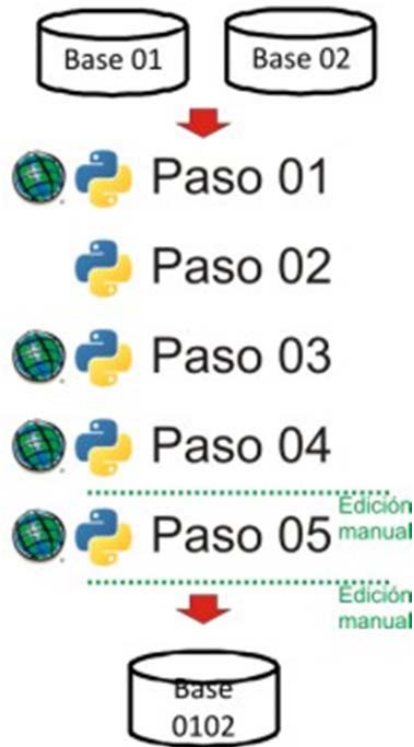 Base 01
Base 02
Paso 01
Paso 02
Paso 03
Paso 04
Edición
manual
Paso 05
Edición
manual
Base
0102